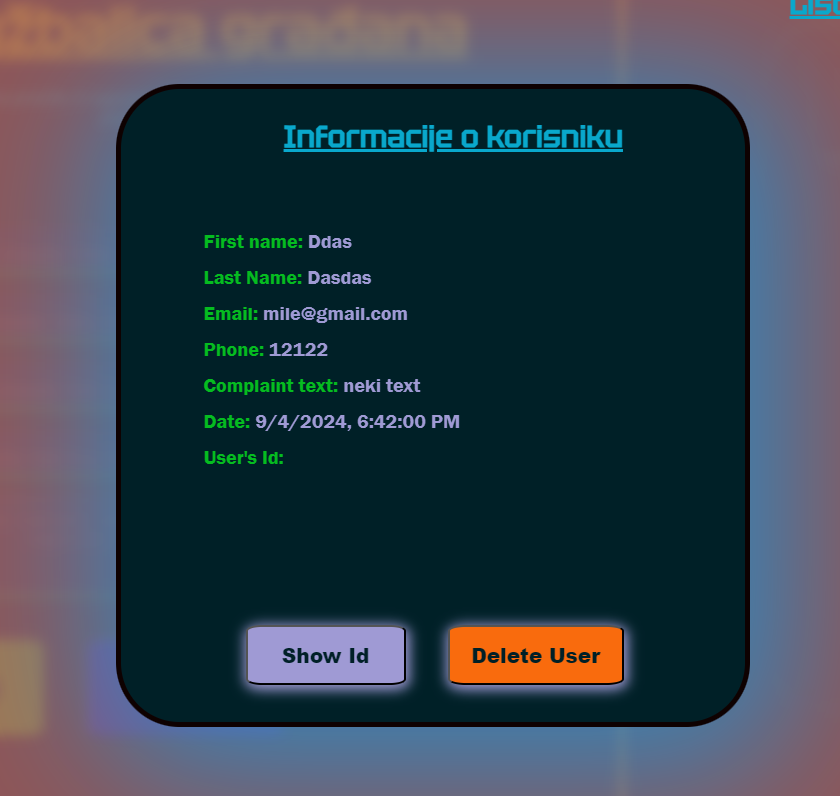 građana
Informacije o korisniku
First name: Ddas
Last Name: Dasdas
Email: mile@gmail.com
Phone: 12122
Complaint text: neki text
Date: 9/4/2024, 6:42:00 PM
User's Id:
Show Id
Delete User